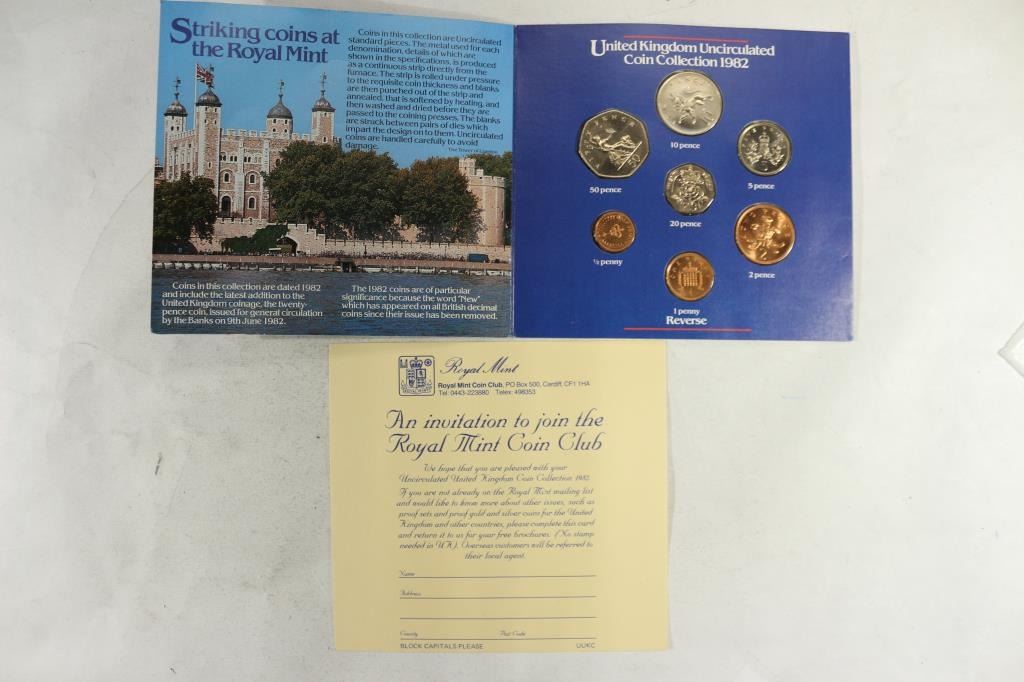 Striking coins at
the Royal Mint
Coins in this collection are Uncirculated
standard pieces. The metal used for each
denomination, details of which are
shown in the specifications, is produced
as a continuous strip directly from the
furnace. The strip is rolled under pressure
to the requisite coin thickness and blanks
are then punched out of the strip and
annealed, that is softened by heating, and
then washed and dried before they are
passed to the coining presses. The blanks
are struck between pairs of dies which
impart the design on to them. Uncirculated
coins are handled carefully to avoid
damage.
The Tower of London
Coins in this collection are dated 1982
and include the latest addition to the
United Kingdom coinage, the twenty-
pence coin, issued for general circulation
by the Banks on 9th June 1982.
The 1982 coins are of particular
significance because the word "New"
which has appeared on all British decimal
coins since their issue has been removed.
United Kingdom Uncirculated
Coin Collection 1982
10 pence
50 pence
5 pence
20 pence
½ penny
2 pence
1 penny
Reverse
Royal Mint
Royal Mint Coin Club, PO Box 500, Cardiff, CF1 1HA
Tel: 0443-223880 Telex: 498353
An invitation to join the
Royal Mint Coin Club
We hope that you are pleased with your
Uncirculated United Kingdom Coin Collection 1982.
If you are not already on the Royal Mint mailing list
and would like to know more about other issues, such as
proof sets and proof gold and silver coins for the United
Kingdom and other countries, please complete this card
and return it to us for your free brochures. (No stamp
needed in UK). Overseas customers will be referred to
their local agent.
Name
Address
County Post Code
BLOCK CAPITALS PLEASE UUKC